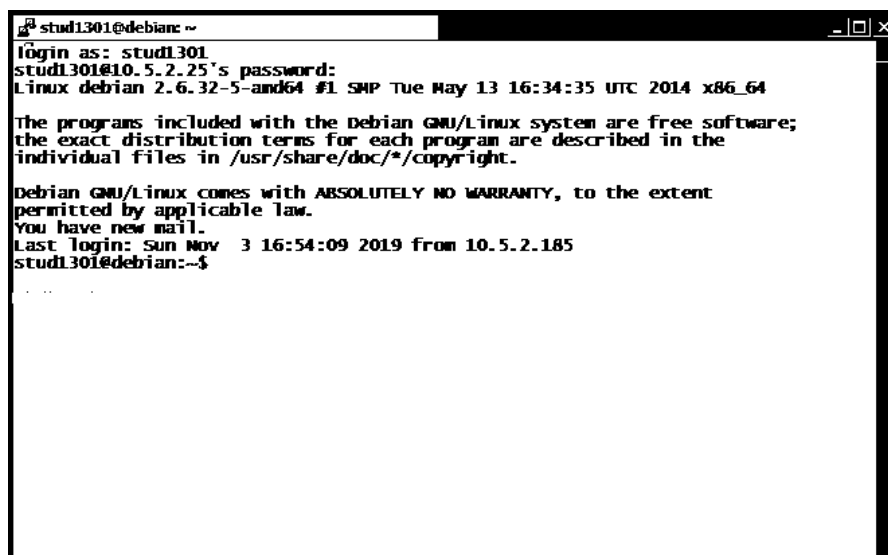 stud1301@debian: ~
login as: stud1301
stud1301@10.5.2.25's password:
Linux debian 2.6.32-5-amd64 #1 SMP Tue May 13 16:34:35 UTC 2014 x86_64
The programs included with the Debian GNU/Linux system are free software;
the exact distribution terms for each program are described in the
individual files in /usr/share/doc/*/copyright.
Debian GNU/Linux comes with ABSOLUTELY NO WARRANTY, to the extent
permitted by applicable law.
You have new mail.
Last login: Sun Nov  3 16:54:09 2019 from 10.5.2.185
stud1301@debian:~$